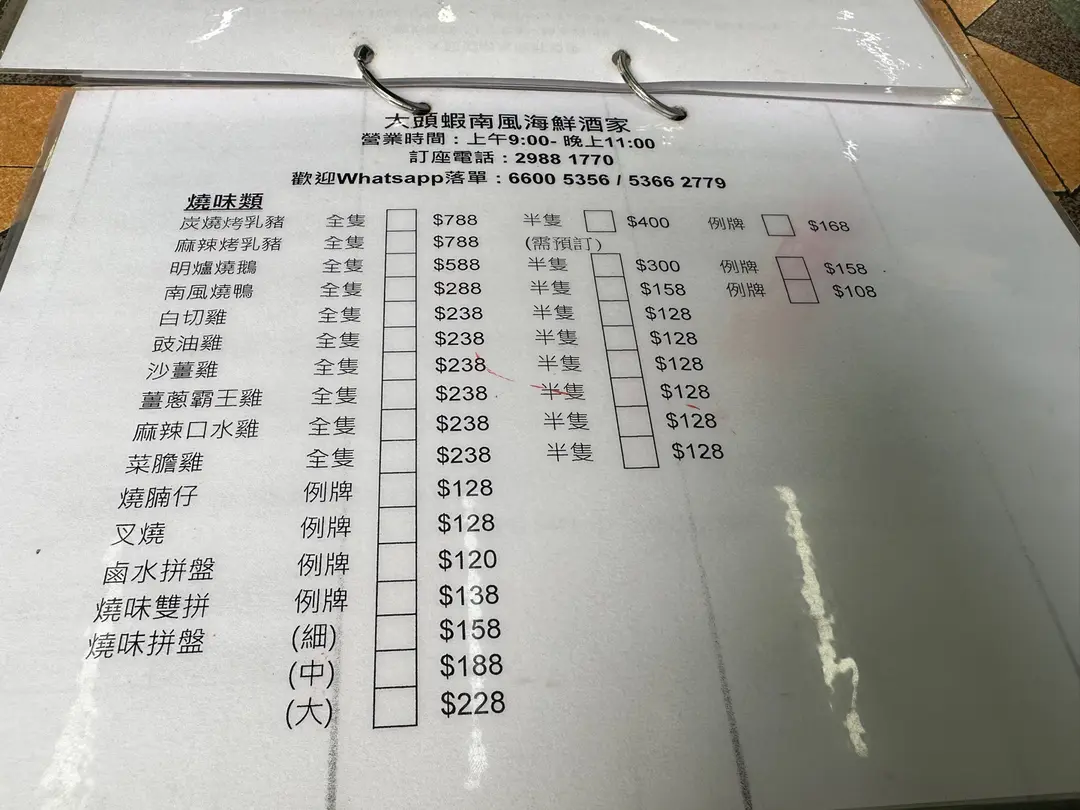 大頭蝦南風海鮮酒家
營業時間：上午9:00- 晚上11:00
訂座電話：2988 1770
歡迎Whatsapp落單：6600 5356 / 5366 2779
燒味類
炭燒烤乳豬 全隻 $788 半隻 $400 例牌 $168
麻辣烤乳豬 全隻 $788 (需預訂)
明爐燒鵝 全隻 $588 半隻 $300 例牌 $158
南風燒鴨 全隻 $288 半隻 $158 例牌 $108
白切雞 全隻 $238 半隻 $128
豉油雞 全隻 $238 半隻 $128
沙薑雞 全隻 $238 半隻 $128
薑蔥霸王雞 全隻 $238 半隻 $128
麻辣口水雞 全隻 $238 半隻 $128
菜膽雞 全隻 $238 半隻 $128
燒腩仔 例牌 $128
叉燒 例牌 $128
鹵水拼盤 例牌 $120
燒味雙拼 例牌 $138
燒味拼盤 (細) $158
(中) $188
(大) $228